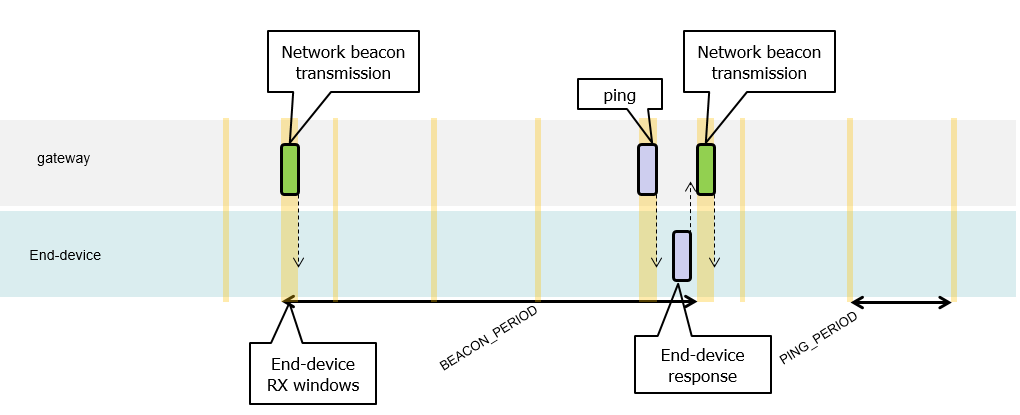 Network beacon
transmission
Network beacon
transmission
ping
gateway
End-device
BEACON_PERIOD
PING_PERIOD
End-device
RX windows
End-device
response